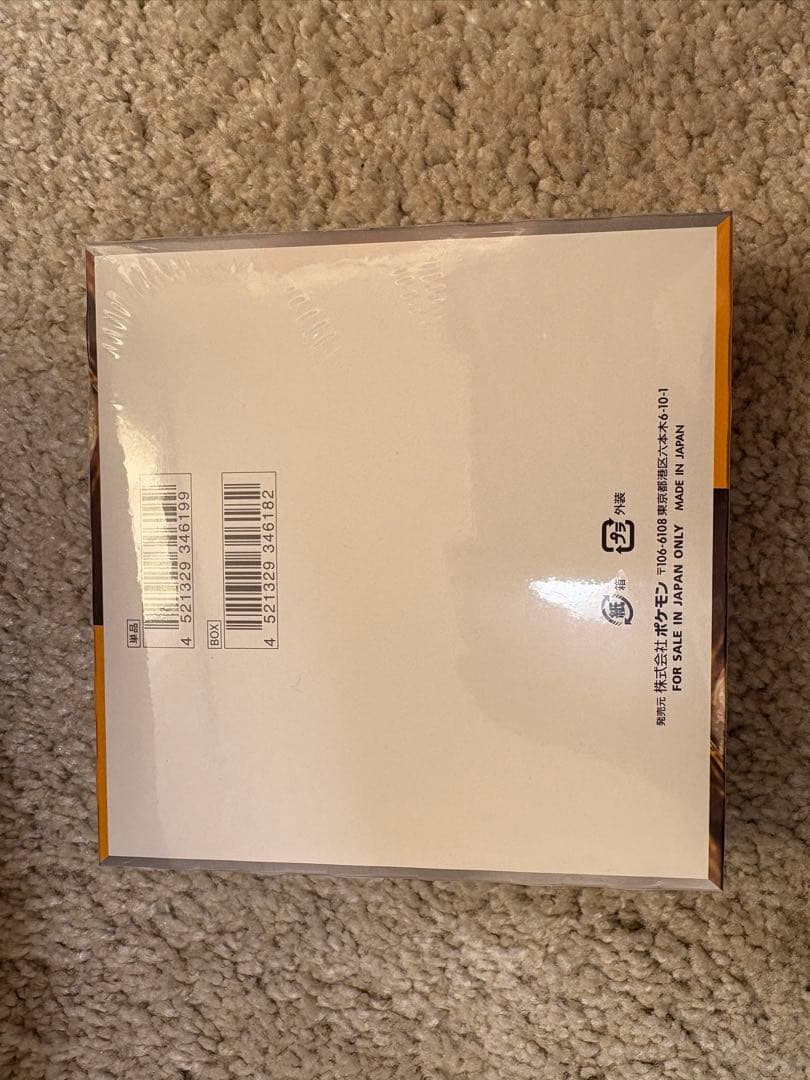 単品
4 521329 346199
BOX
4 521329 346182
紙 箱
プラ 外装
発売元 株式会社 ポケモン 〒106-6108 東京都港区六本木6-10-1
FOR SALE IN JAPAN ONLY MADE IN JAPAN